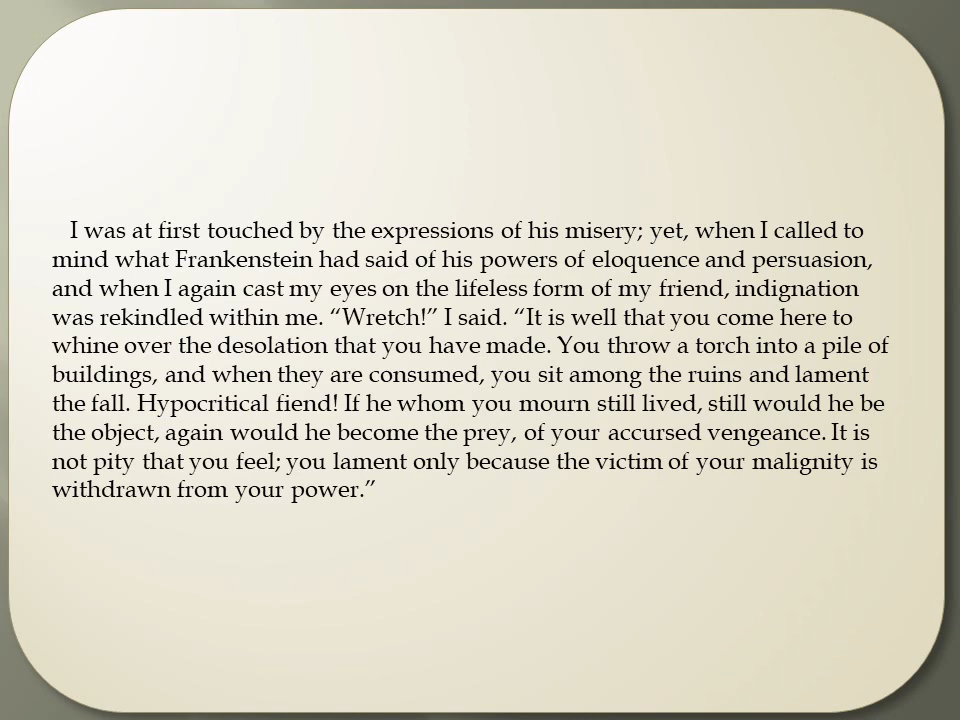 I was at first touched by the expressions of his misery; yet, when I called to
mind what Frankenstein had said of his powers of eloquence and persuasion,
and when I again cast my eyes on the lifeless form of my friend, indignation
was rekindled within me. “Wretch!” I said. “It is well that you come here to
whine over the desolation that you have made. You throw a torch into a pile of
buildings, and when they are consumed, you sit among the ruins and lament
the fall. Hypocritical fiend! If he whom you mourn still lived, still would he be
the object, again would he become the prey, of your accursed vengeance. It is
not pity that you feel; you lament only because the victim of your malignity is
withdrawn from your power.”